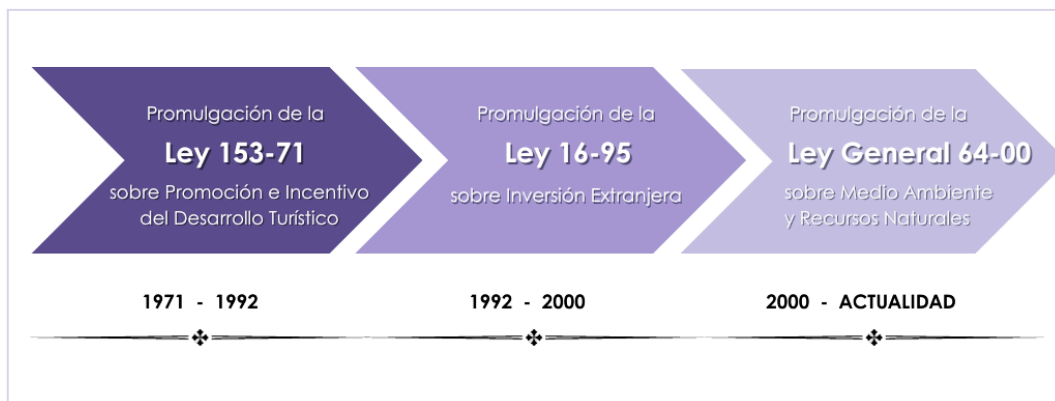 Promulgación de la
Ley 153-71
sobre Promoción e Incentivo
del Desarrollo Turístico
Promulgación de la
Ley 16-95
sobre Inversión Extranjera
Promulgación de la
Ley General 64-00
sobre Medio Ambiente
y Recursos Naturales
1971 - 1992
1992 - 2000
2000 - ACTUALIDAD